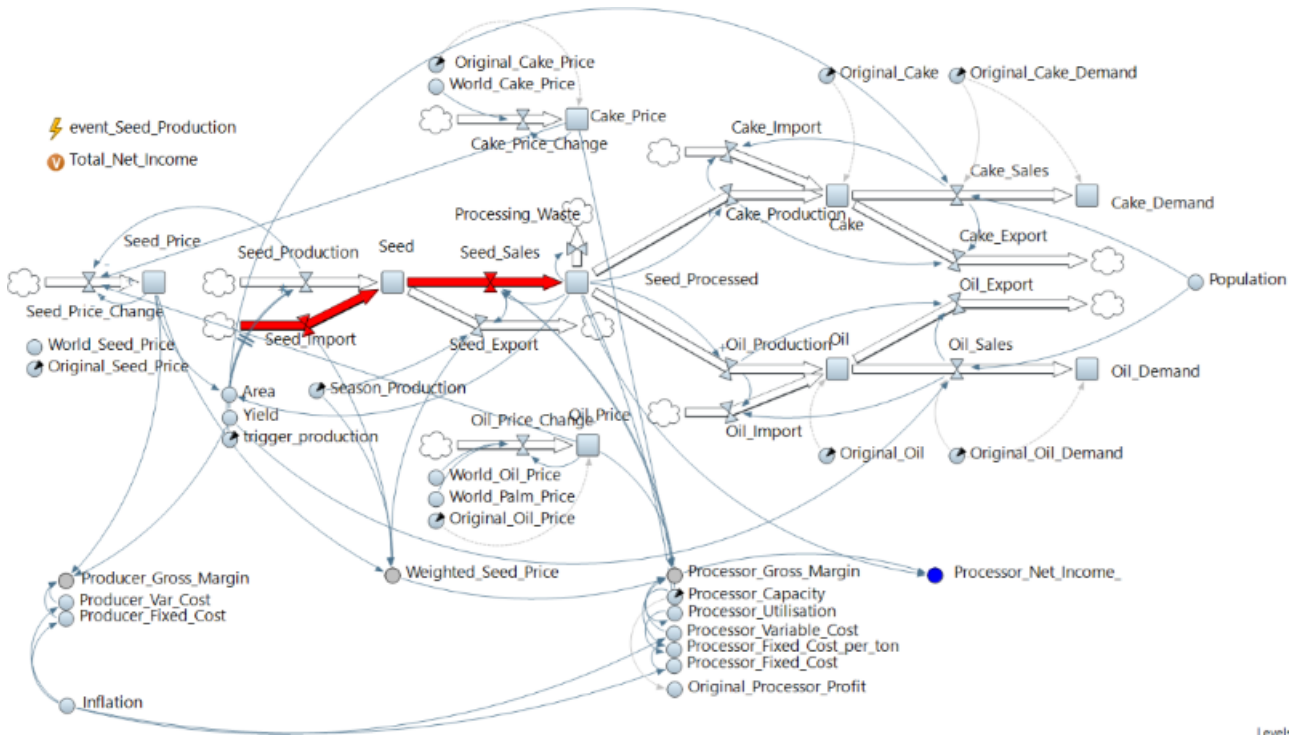 Original_Cake_Price
World_Cake_Price
Original_Cake
Original_Cake_Demand
event_Seed_Production
Total_Net_Income
V
Cake_Price
Cake_Price_Change
Cake_Import
Cake_Sales
Cake_Demand
Processing_Waste
Cake_Production
Cake
Seed_Price
Seed_Production
Seed
Seed_Sales
Cake_Export
Seed_Processed
Population
Oil_Export
Seed_Price_Change
Seed_Import
Seed_Export
World_Seed_Price
Original_Seed_Price
Oil_Production
Oil
Oil_Sales
Oil_Demand
Area
Season_Production
Yield
trigger_production
Oil_Price_Change
Oil_Price
Oil_Import
Original_Oil
Original_Oil_Demand
World_Oil_Price
World_Palm_Price
Original_Oil_Price
Producer_Gross_Margin
Producer_Var_Cost
Producer_Fixed_Cost
Weighted_Seed_Price
Processor_Gross_Margin
Processor_Capacity
Processor_Utilisation
Processor_Variable_Cost
Processor_Fixed_Cost_per_ton
Processor_Fixed_Cost
Original_Processor_Profit
Processor_Net_Income_
Inflation
Levels